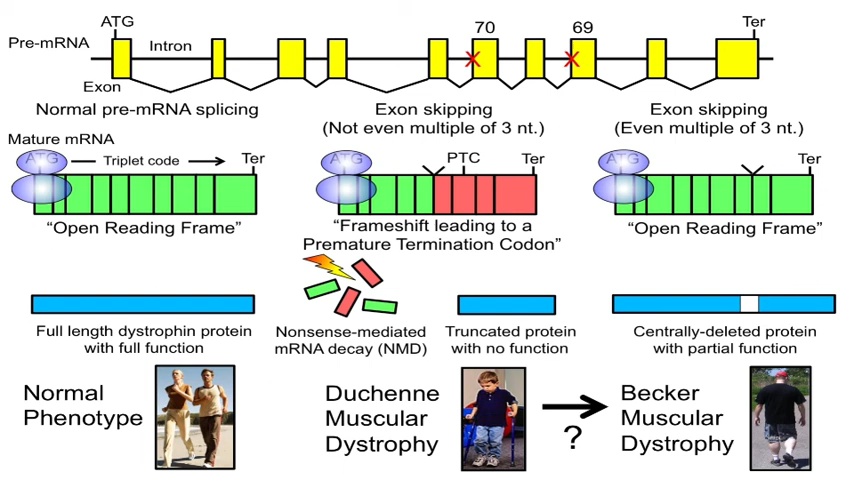 ATG
70
69
Ter
Pre-mRNA
Intron
Exon
Normal pre-mRNA splicing
Exon skipping
(Not even multiple of 3 nt.)
Exon skipping
(Even multiple of 3 nt.)
Mature mRNA
ATG
Triplet code
Ter
ATG
PTC
Ter
ATG
Ter
“Open Reading Frame”
“Frameshift leading to a
Premature Termination Codon”
“Open Reading Frame”
Full length dystrophin protein
with full function
Nonsense-mediated
mRNA decay (NMD)
Truncated protein
with no function
Centrally-deleted protein
with partial function
Normal
Phenotype
Duchenne
Muscular
Dystrophy
?
Becker
Muscular
Dystrophy